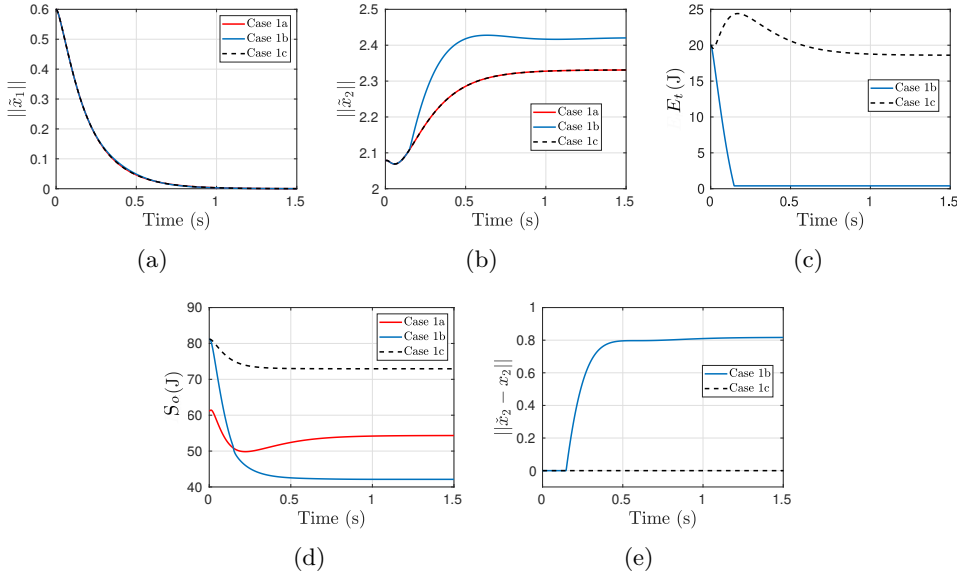 0.6
0.5
0.4
0.3
0.2
0.1
0
||x̃₁||
Case 1a
Case 1b
Case 1c
0 0.5 1 1.5
Time (s)
(a)
2.4
2.3
2.2
2.1
2
||x̃₂||
Case 1a
Case 1b
Case 1c
0 0.5 1 1.5
Time (s)
(b)
25
20
15
10
5
0
Eₜ(J)
Case 1b
Case 1c
0 0.5 1 1.5
Time (s)
(c)
90
80
70
60
50
40
Sₒ(J)
Case 1a
Case 1b
Case 1c
0 0.5 1 1.5
Time (s)
(d)
1
0.8
0.6
0.4
0.2
0
||x̌₂ − x₂||
Case 1b
Case 1c
0 0.5 1 1.5
Time (s)
(e)